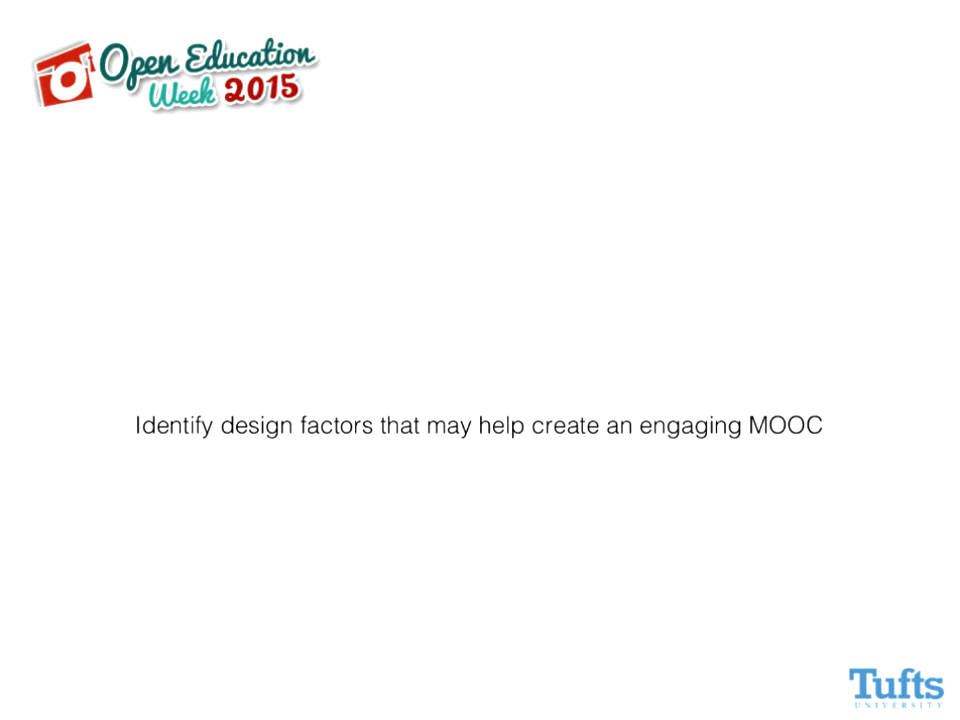 Open Education
Week 2015
Identify design factors that may help create an engaging MOOC
Tufts
UNIVERSITY